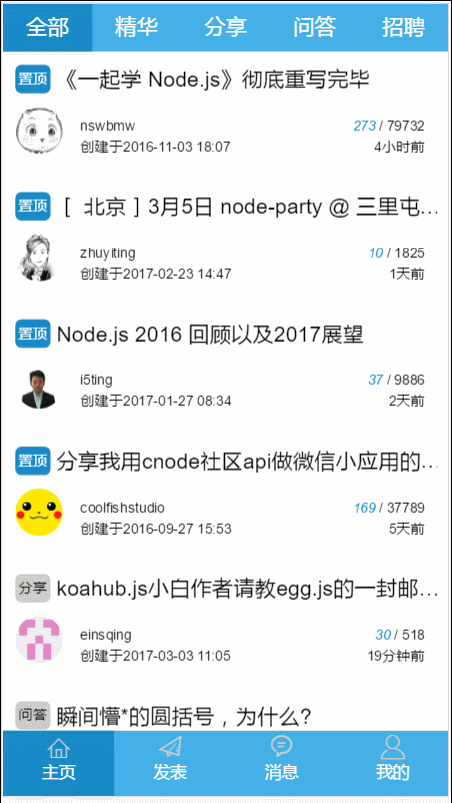 全部 精华 分享 问答 招聘
置顶 《一起学 Node.js》彻底重写完毕
nswbmw 273 / 79732
创建于2016-11-03 18:07 4小时前
置顶 [ 北京 ] 3月5日 node-party @ 三里屯…
zhuyiting 10 / 1825
创建于2017-02-23 14:47 1天前
置顶 Node.js 2016 回顾以及2017展望
i5ting 37 / 9886
创建于2017-01-27 08:34 2天前
置顶 分享我用cnode社区api做微信小应用的…
coolfishstudio 169 / 37789
创建于2016-09-27 15:53 5天前
分享 koahub.js小白作者请教egg.js的一封邮…
einsqing 30 / 518
创建于2017-03-03 11:05 19分钟前
问答 瞬间懵*的圆括号，为什么?
主页 发表 消息 我的